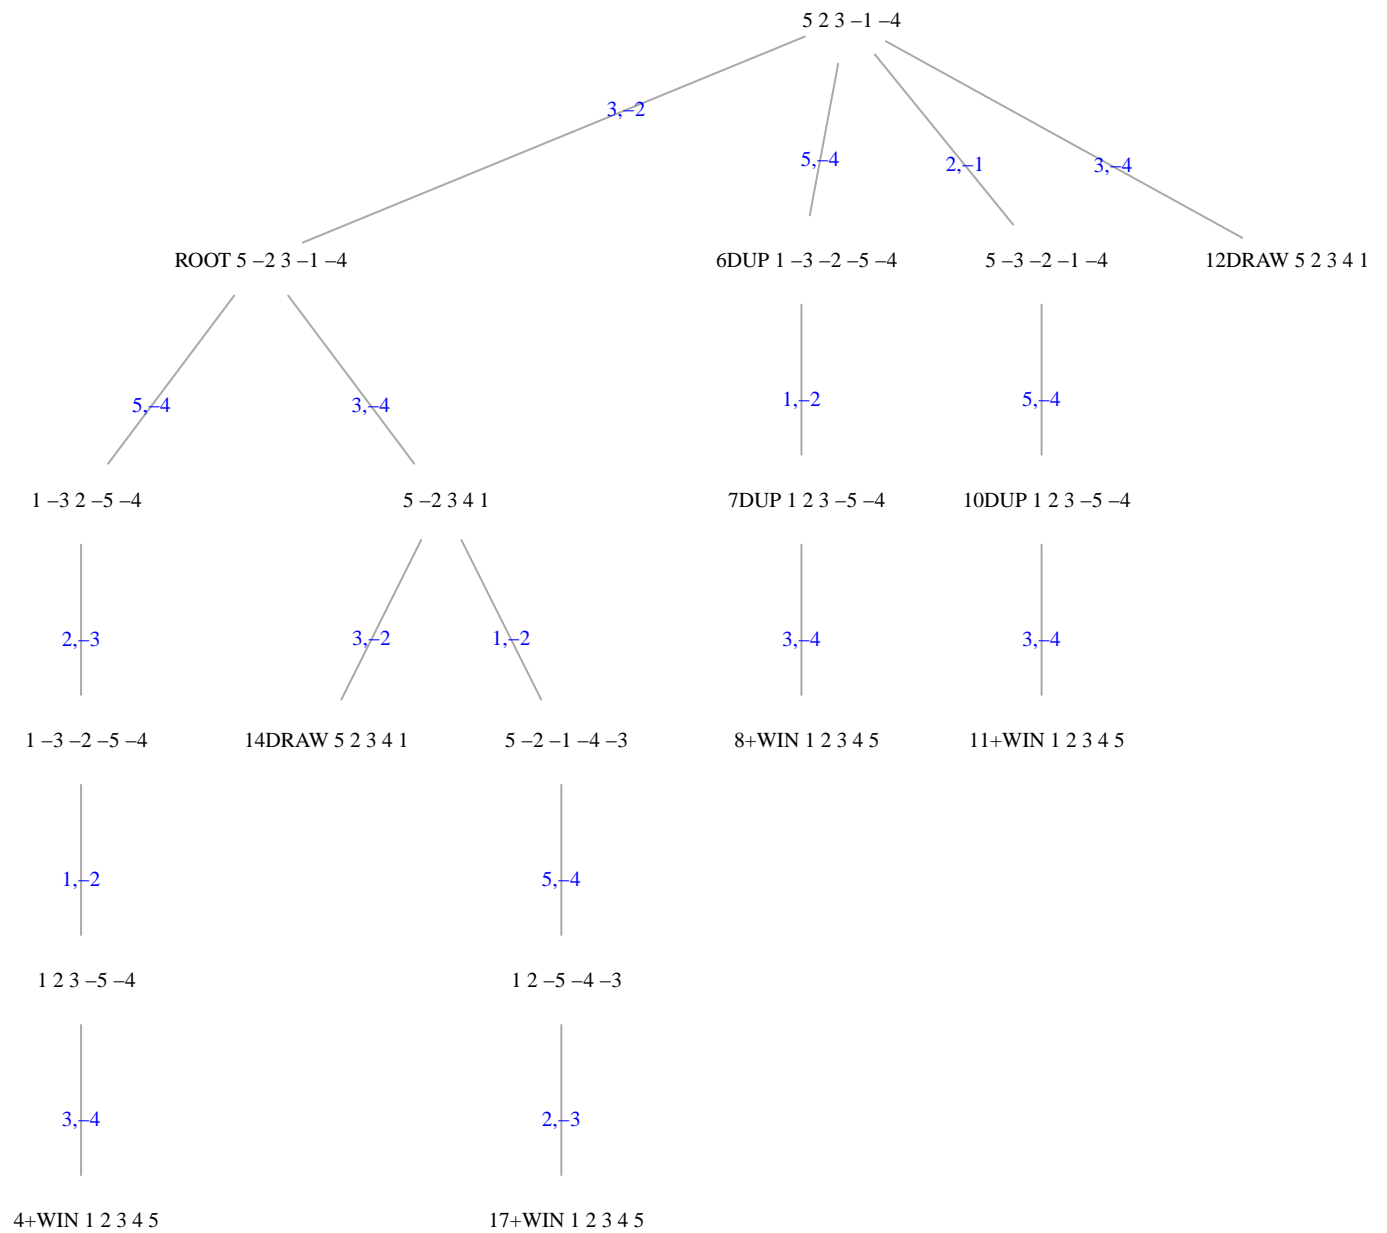 5 2 3 –1 –4
3,–2
5,–4
2,–1
3,–4
ROOT 5 –2 3 –1 –4
6DUP 1 –3 –2 –5 –4
5 –3 –2 –1 –4
12DRAW 5 2 3 4 1
5,–4
3,–4
1,–2
5,–4
1 –3 2 –5 –4
5 –2 3 4 1
7DUP 1 2 3 –5 –4
10DUP 1 2 3 –5 –4
2,–3
3,–2
1,–2
3,–4
3,–4
1 –3 –2 –5 –4
14DRAW 5 2 3 4 1
5 –2 –1 –4 –3
8+WIN 1 2 3 4 5
11+WIN 1 2 3 4 5
1,–2
5,–4
1 2 3 –5 –4
1 2 –5 –4 –3
3,–4
2,–3
4+WIN 1 2 3 4 5
17+WIN 1 2 3 4 5